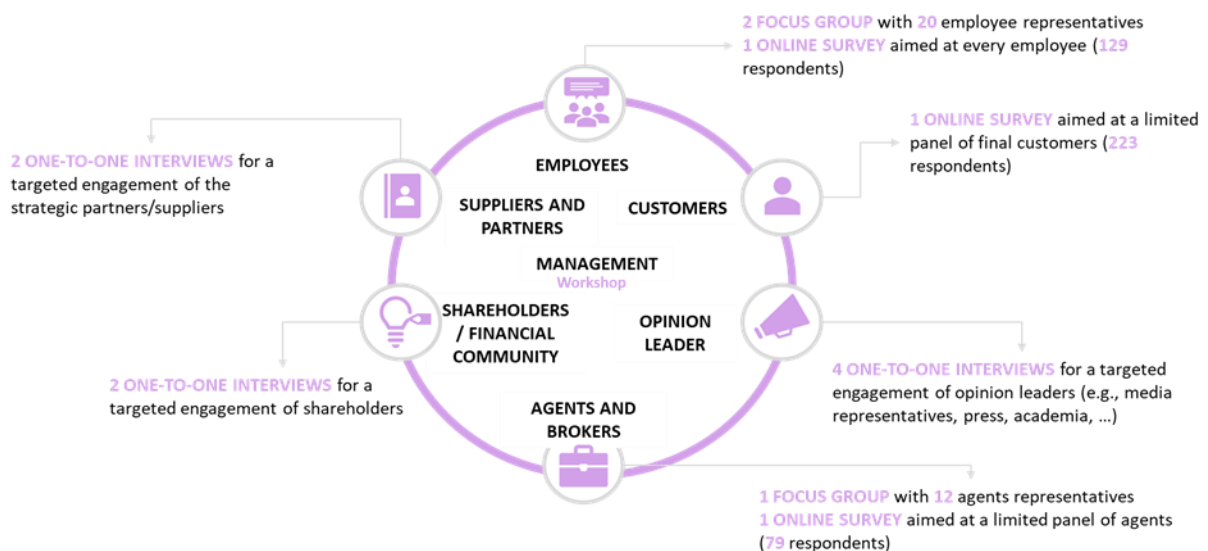 2 FOCUS GROUP with 20 employee representatives
1 ONLINE SURVEY aimed at every employee (129
respondents)
1 ONLINE SURVEY aimed at a limited
panel of final customers (223
respondents)
2 ONE-TO-ONE INTERVIEWS for a
targeted engagement of the
strategic partners/suppliers
EMPLOYEES
SUPPLIERS AND
PARTNERS
CUSTOMERS
MANAGEMENT
Workshop
SHAREHOLDERS
/ FINANCIAL
COMMUNITY
OPINION
LEADER
2 ONE-TO-ONE INTERVIEWS for a
targeted engagement of shareholders
4 ONE-TO-ONE INTERVIEWS for a targeted
engagement of opinion leaders (e.g., media
representatives, press, academia, ...)
AGENTS AND
BROKERS
1 FOCUS GROUP with 12 agents representatives
1 ONLINE SURVEY aimed at a limited panel of agents
(79 respondents)